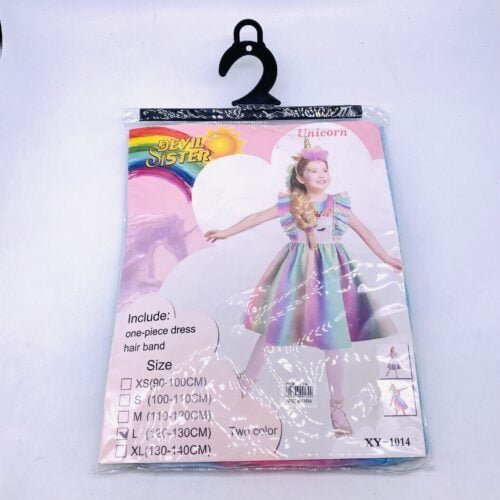 DEVIL
SISTER
Unicorn
Include:
one-piece dress
hair band
Size
XS(90-100CM)
S (100-110CM)
M (110-120CM)
L (120-130CM)
XL(130-140CM)
Two color
XY-1014